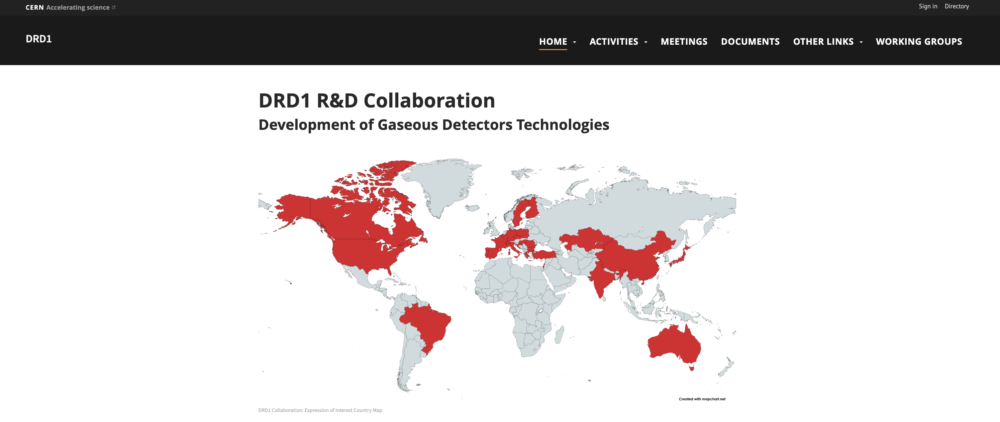 CERN Accelerating science
Sign in Directory
DRD1
HOME ACTIVITIES MEETINGS DOCUMENTS OTHER LINKS WORKING GROUPS
DRD1 R&D Collaboration
Development of Gaseous Detectors Technologies
Created with mapchart.net
DRD1 Collaboration: Expression of Interest Country Map